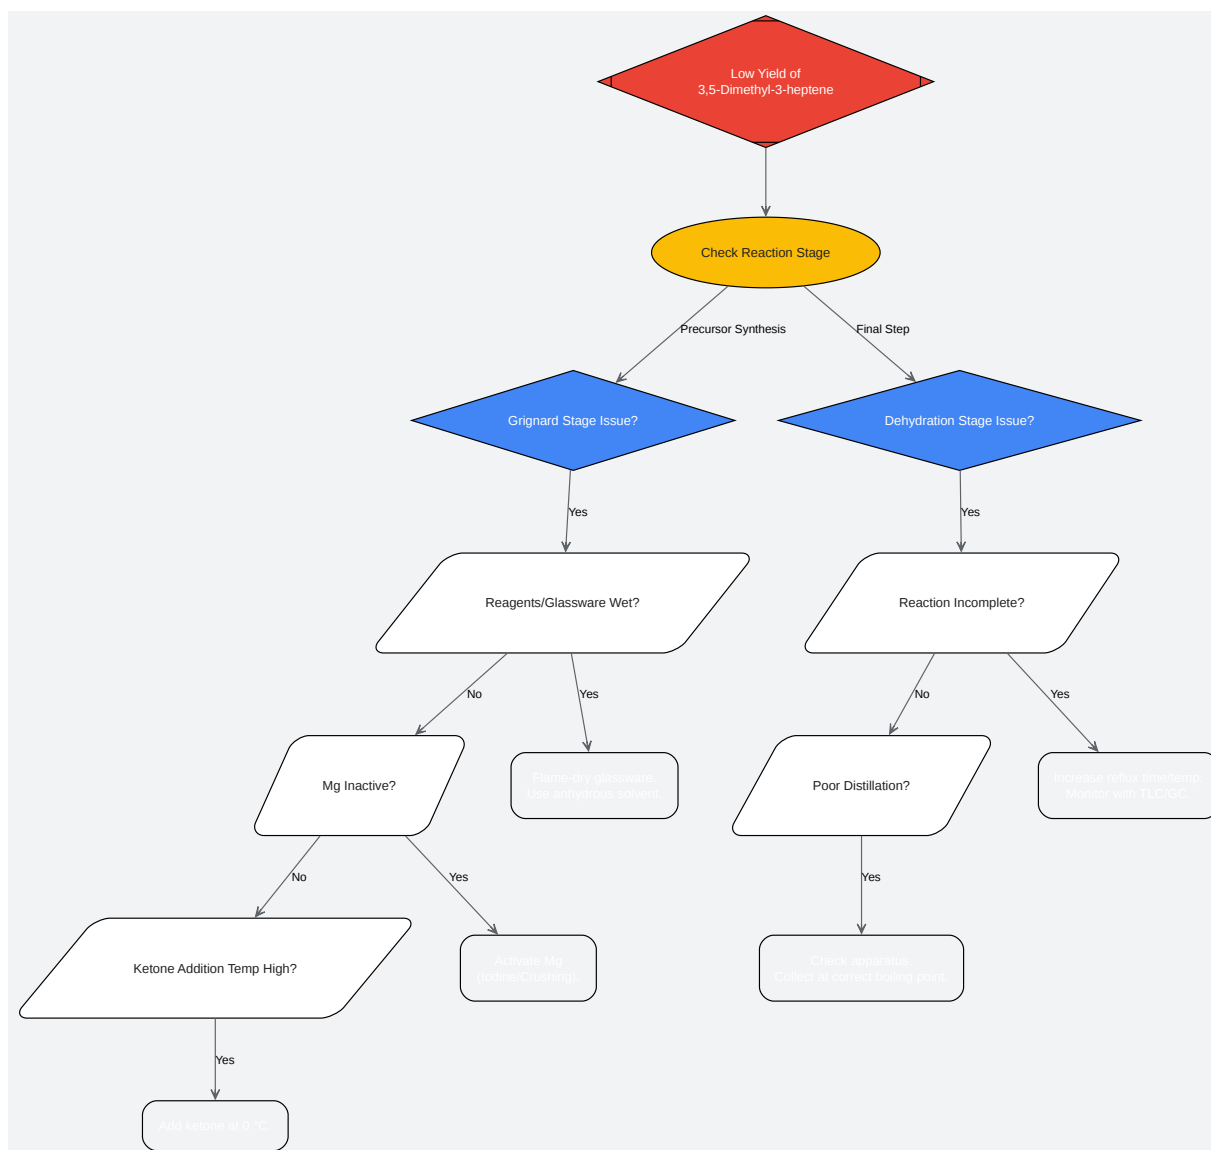 Low Yield of
3,5-Dimethyl-3-heptene
Check Reaction Stage
Precursor Synthesis
Final Step
Grignard Stage Issue?
Dehydration Stage Issue?
Yes
Yes
Reagents/Glassware Wet?
Reaction Incomplete?
No
Yes
No
Yes
Mg Inactive?
Flame-dry glassware.
Use anhydrous solvent.
Poor Distillation?
Increase reflux time/temp.
Monitor with TLC/GC.
No
Yes
Yes
Ketone Addition Temp High?
Activate Mg
(Iodine/Crushing).
Check apparatus.
Collect at correct boiling point.
Yes
Add ketone at 0 °C.